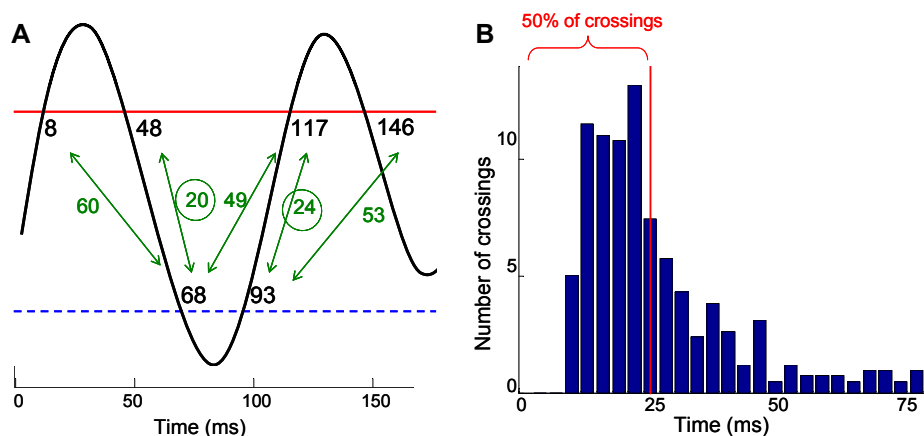 A
8 48 117 146
60 20 49 24 53
68 93
0 50 100 150
Time (ms)
B
50% of crossings
Number of crossings
10
5
0
0 25 50 75
Time (ms)